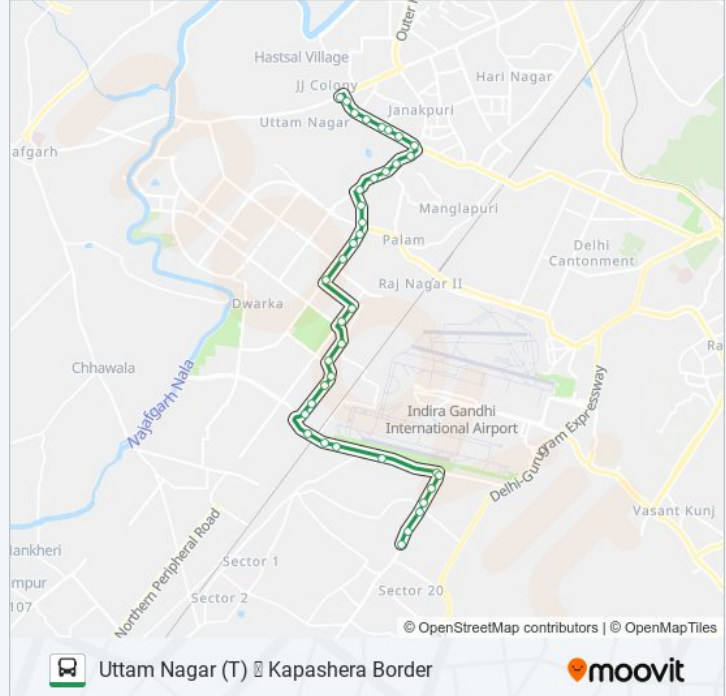 Outer R
Hastsal Village
Hari Nagar
JJ Colony
Janakpuri
Uttam Nagar
afgarh
Manglapuri
Palam
Delhi
Cantonment
Raj Nagar II
Dwarka
Ra
Chhawala
Najafgarh Nala
Indira Gandhi
International Airport
Delhi-Gurugram Expressway
Vasant Kunj
Northern Peripheral Road
lankheri
Sector 1
mpur
107
Sector 2
Sector 20
© OpenStreetMap contributors | © OpenMapTiles
Uttam Nagar (T) Kapashera Border
moovit